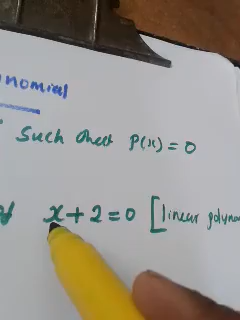 nomial
such that P(x) = 0
x + 2 = 0 [linear polyno